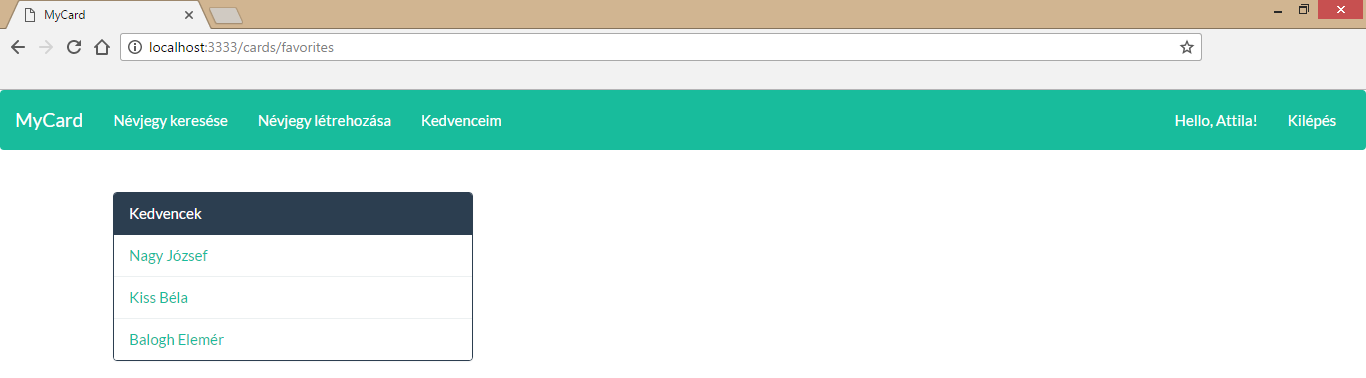 MyCard
localhost:3333/cards/favorites
MyCard Névjegy keresése Névjegy létrehozása Kedvenceim Hello, Attila! Kilépés
Kedvencek
Nagy József
Kiss Béla
Balogh Elemér